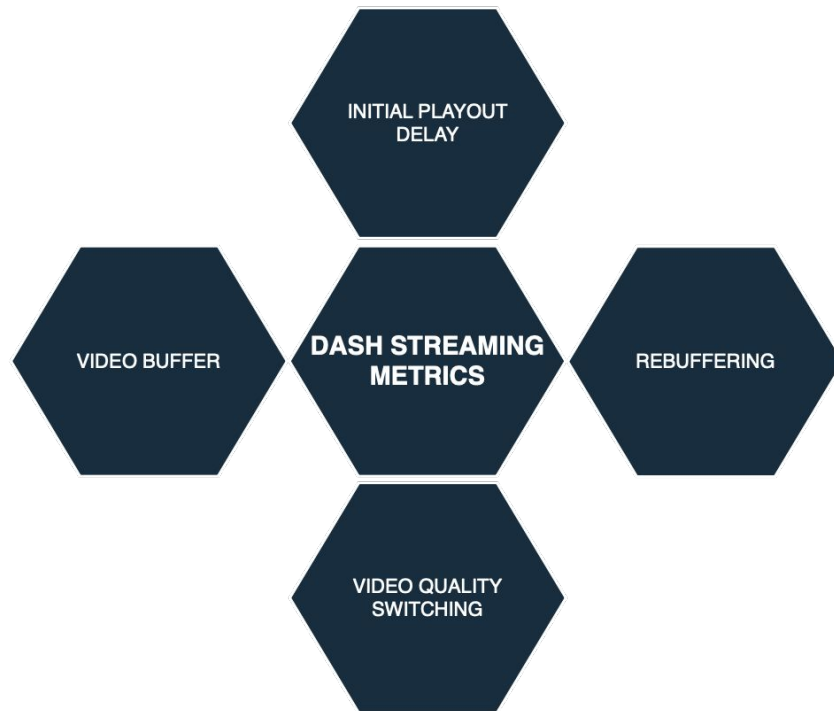 INITIAL PLAYOUT
DELAY
VIDEO BUFFER
DASH STREAMING
METRICS
REBUFFERING
VIDEO QUALITY
SWITCHING